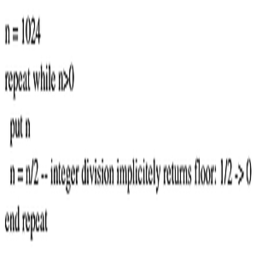 n = 1024
repeat while n>0
put n
n = n/2 -- integer division implicitely returns floor: 1/2 -> 0
end repeat